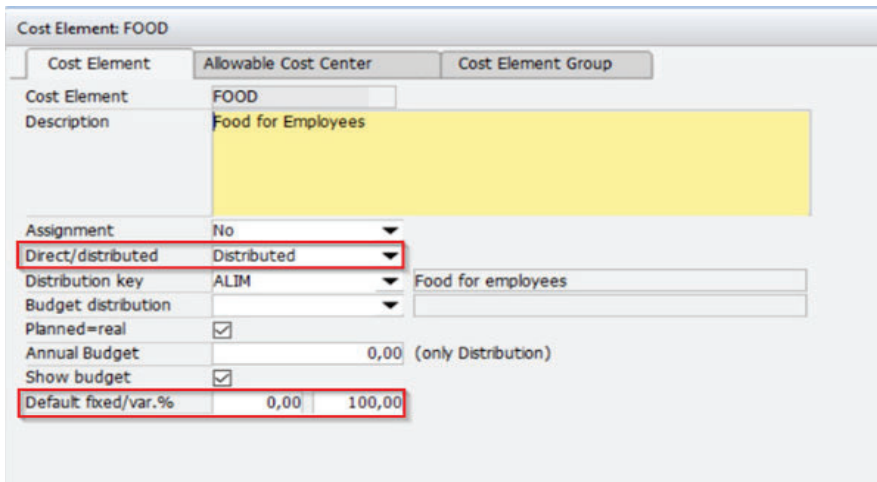 Cost Element: FOOD
Cost Element Allowable Cost Center Cost Element Group
Cost Element FOOD
Description Food for Employees
Assignment No
Direct/distributed Distributed
Distribution key ALIM Food for employees
Budget distribution
Planned=real
Annual Budget 0,00 (only Distribution)
Show budget
Default fixed/var.% 0,00 100,00